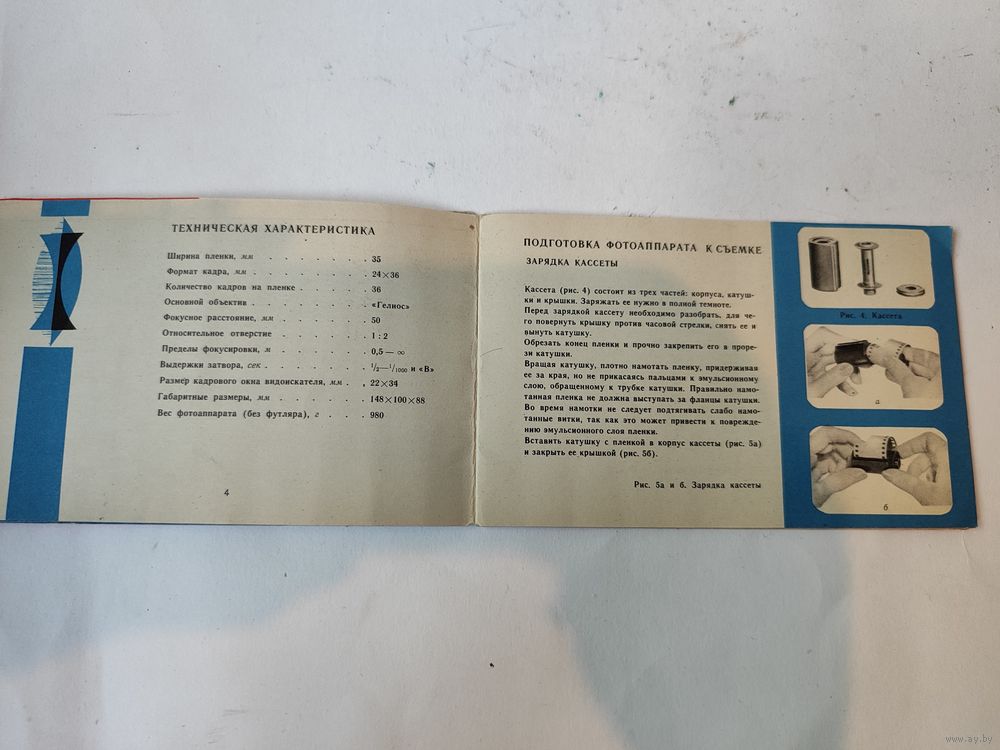 ТЕХНИЧЕСКАЯ ХАРАКТЕРИСТИКА
Ширина пленки, мм . . . . . . . . 35
Формат кадра, мм . . . . . . . . 24×36
Количество кадров на пленке . . . . . 36
Основной объектив . . . . . . . . «Гелиос»
Фокусное расстояние, мм . . . . . . 50
Относительное отверстие . . . . . . 1 : 2
Пределы фокусировки, м . . . . . . 0,5 — ∞
Выдержки затвора, сек . . . . . . . 1/2—1/1000 и «В»
Размер кадрового окна видоискателя, мм . . 22×34
Габаритные размеры, мм . . . . . . 148×100×88
Вес фотоаппарата (без футляра), г . . . . 980
4
ПОДГОТОВКА ФОТОАППАРАТА К СЪЕМКЕ
ЗАРЯДКА КАССЕТЫ
Кассета (рис. 4) состоит из трех частей: корпуса, катуш-
ки и крышки. Заряжать ее нужно в полной темноте.
Перед зарядкой кассету необходимо разобрать, для че-
го повернуть крышку против часовой стрелки, снять ее и
вынуть катушку.
Обрезать конец пленки и прочно закрепить его в проре-
зи катушки.
Вращая катушку, плотно намотать пленку, придерживая
ее за края, но не прикасаясь пальцами к эмульсионному
слою, обращенному к трубке катушки. Правильно намо-
танная пленка не должна выступать за фланцы катушки.
Во время намотки не следует подтягивать слабо намо-
танные витки, так как это может привести к поврежде-
нию эмульсионного слоя пленки.
Вставить катушку с пленкой в корпус кассеты (рис. 5а)
и закрыть ее крышкой (рис. 5б).
Рис. 5а и б. Зарядка кассеты
Рис. 4. Кассета
а
б
www.ay.by